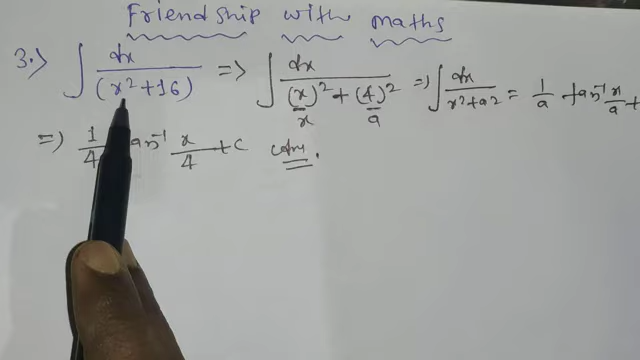 Friendship with maths
3.) ∫ dx/(x²+16) => ∫ dx/((x)²+(4)²) => ∫ dx/(x²+a²) = 1/a tan⁻¹ x/a +
x a
=) 1/4 tan⁻¹ x/4 + c